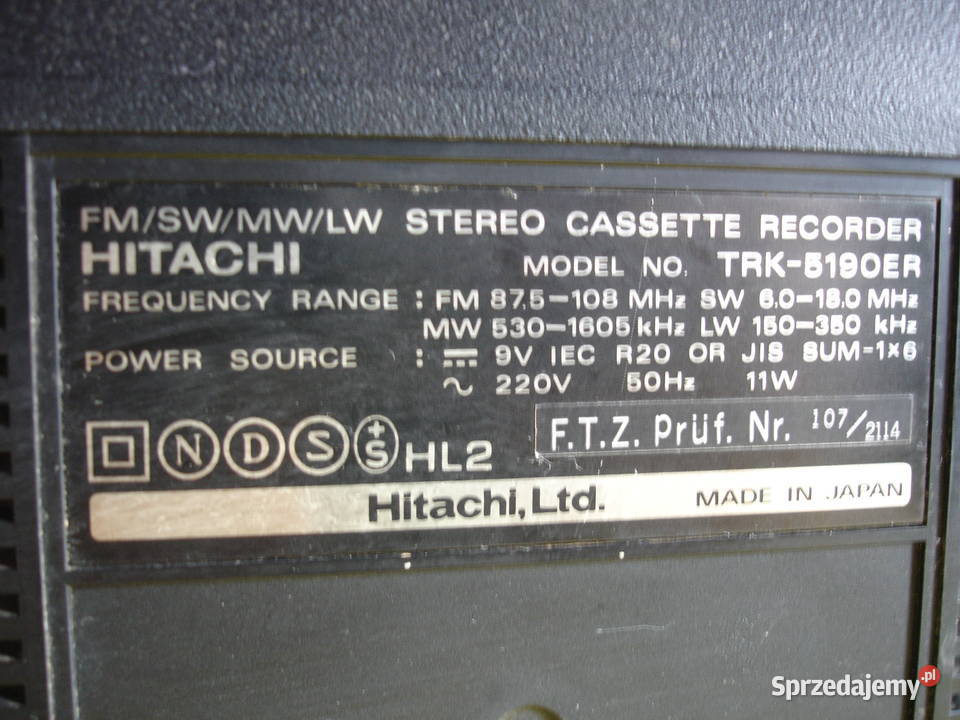 FM/SW/MW/LW STEREO CASSETTE RECORDER
HITACHI MODEL NO. TRK-5190ER
FREQUENCY RANGE : FM 87.5-108 MHz SW 6.0-18.0 MHz
MW 530-1605 kHz LW 150-350 kHz
POWER SOURCE : ⎓ 9V IEC R20 OR JIS SUM-1×6
∼ 220V 50Hz 11W
N D S +S HL2 F.T.Z. Prüf. Nr. 107/2114
Hitachi, Ltd. MADE IN JAPAN
Sprzedajemy.pl